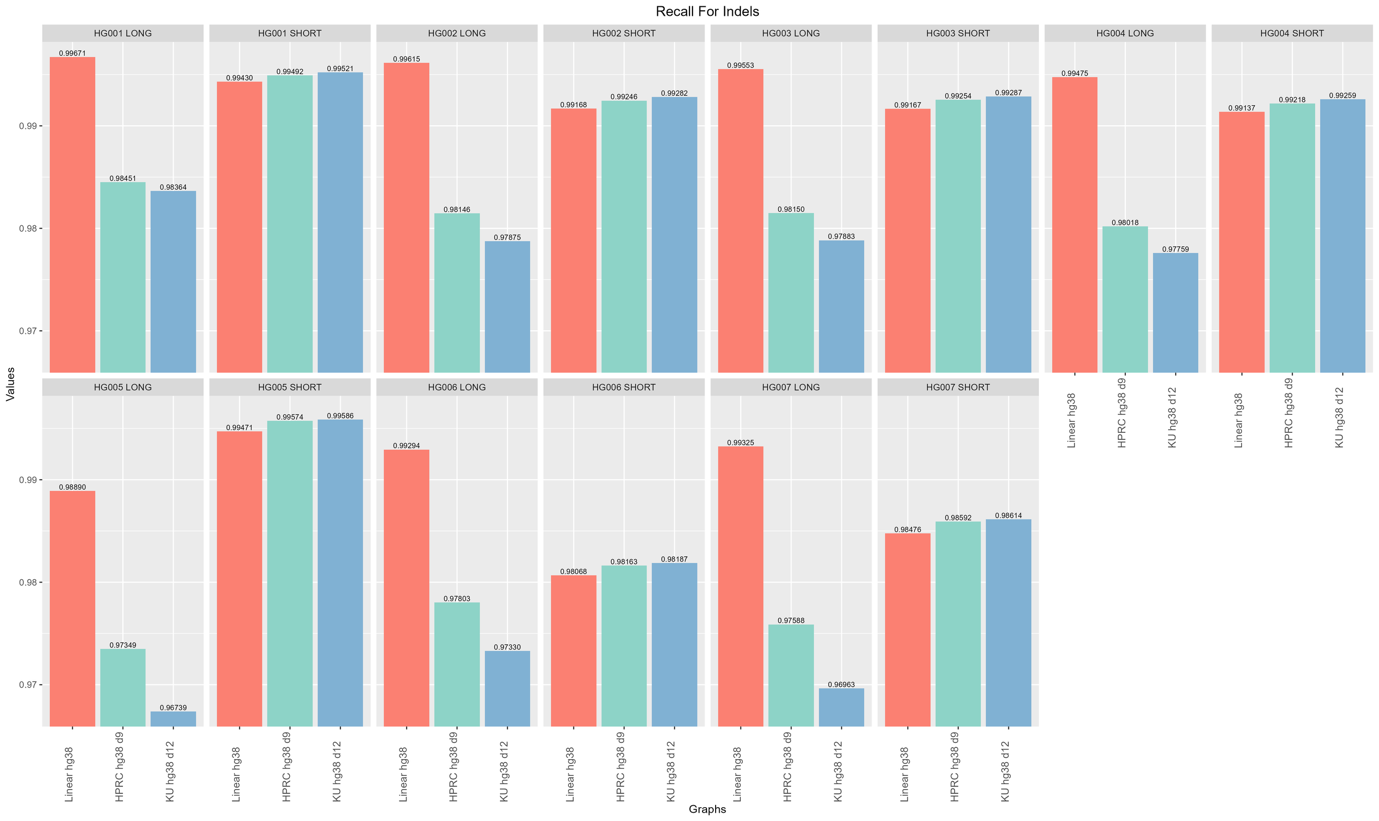 Recall For Indels
HG001 LONG
HG001 SHORT
HG002 LONG
HG002 SHORT
HG003 LONG
HG003 SHORT
HG004 LONG
HG004 SHORT
0.99671
0.98451
0.98364
0.99430
0.99492
0.99521
0.99615
0.98146
0.97875
0.99168
0.99246
0.99282
0.99553
0.98150
0.97883
0.99167
0.99254
0.99287
0.99475
0.98018
0.97759
0.99137
0.99218
0.99259
0.99
0.98
0.97
Linear hg38
HPRC hg38 d9
KU hg38 d12
Linear hg38
HPRC hg38 d9
KU hg38 d12
Values
HG005 LONG
HG005 SHORT
HG006 LONG
HG006 SHORT
HG007 LONG
HG007 SHORT
0.98890
0.97349
0.96739
0.99471
0.99574
0.99586
0.99294
0.97803
0.97330
0.98068
0.98163
0.98187
0.99325
0.97588
0.96963
0.98476
0.98592
0.98614
0.99
0.98
0.97
Linear hg38
HPRC hg38 d9
KU hg38 d12
Linear hg38
HPRC hg38 d9
KU hg38 d12
Linear hg38
HPRC hg38 d9
KU hg38 d12
Linear hg38
HPRC hg38 d9
KU hg38 d12
Linear hg38
HPRC hg38 d9
KU hg38 d12
Linear hg38
HPRC hg38 d9
KU hg38 d12
Graphs